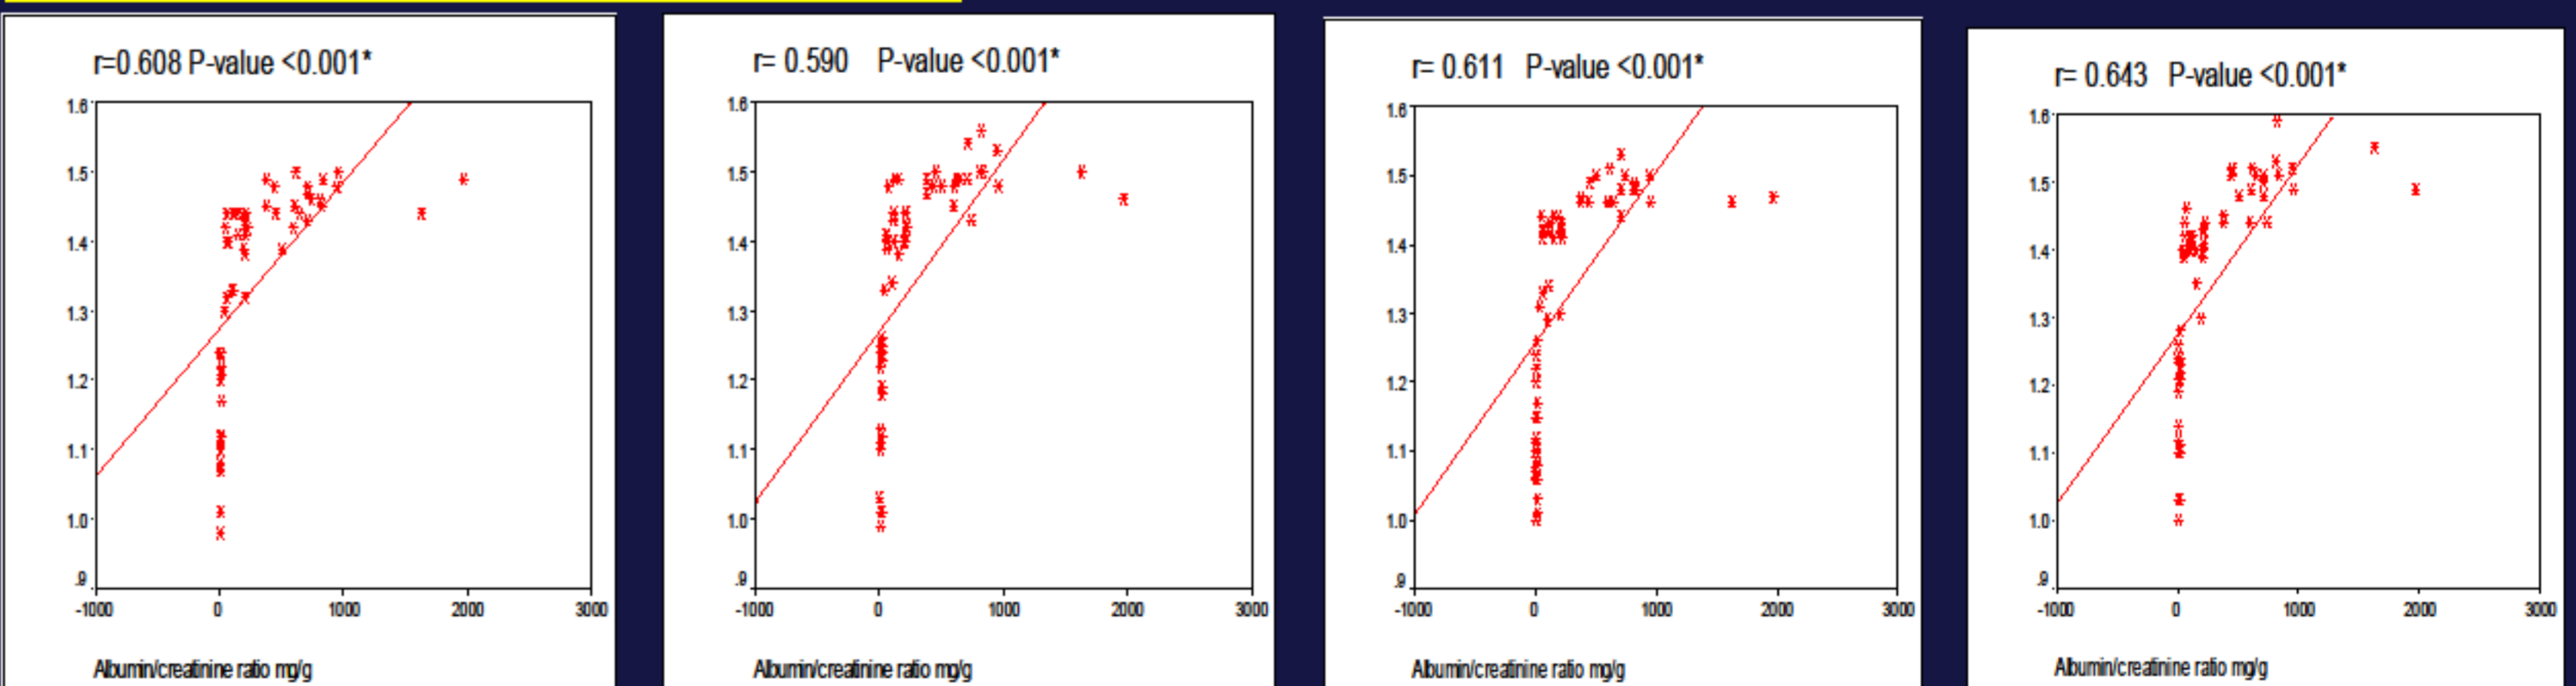 r=0.608 P-value <0.001*
1.6
1.5
1.4
1.3
1.2
1.1
1.0
.9
-1000 0 1000 2000 3000
Albumin/creatinine ratio mg/g
r= 0.590 P-value <0.001*
1.6
1.5
1.4
1.3
1.2
1.1
1.0
.9
-1000 0 1000 2000 3000
Albumin/creatinine ratio mg/g
r= 0.611 P-value <0.001*
1.6
1.5
1.4
1.3
1.2
1.1
1.0
.9
-1000 0 1000 2000 3000
Albumin/creatinine ratio mg/g
r= 0.643 P-value <0.001*
1.6
1.5
1.4
1.3
1.2
1.1
1.0
.9
-1000 0 1000 2000 3000
Albumin/creatinine ratio mg/g